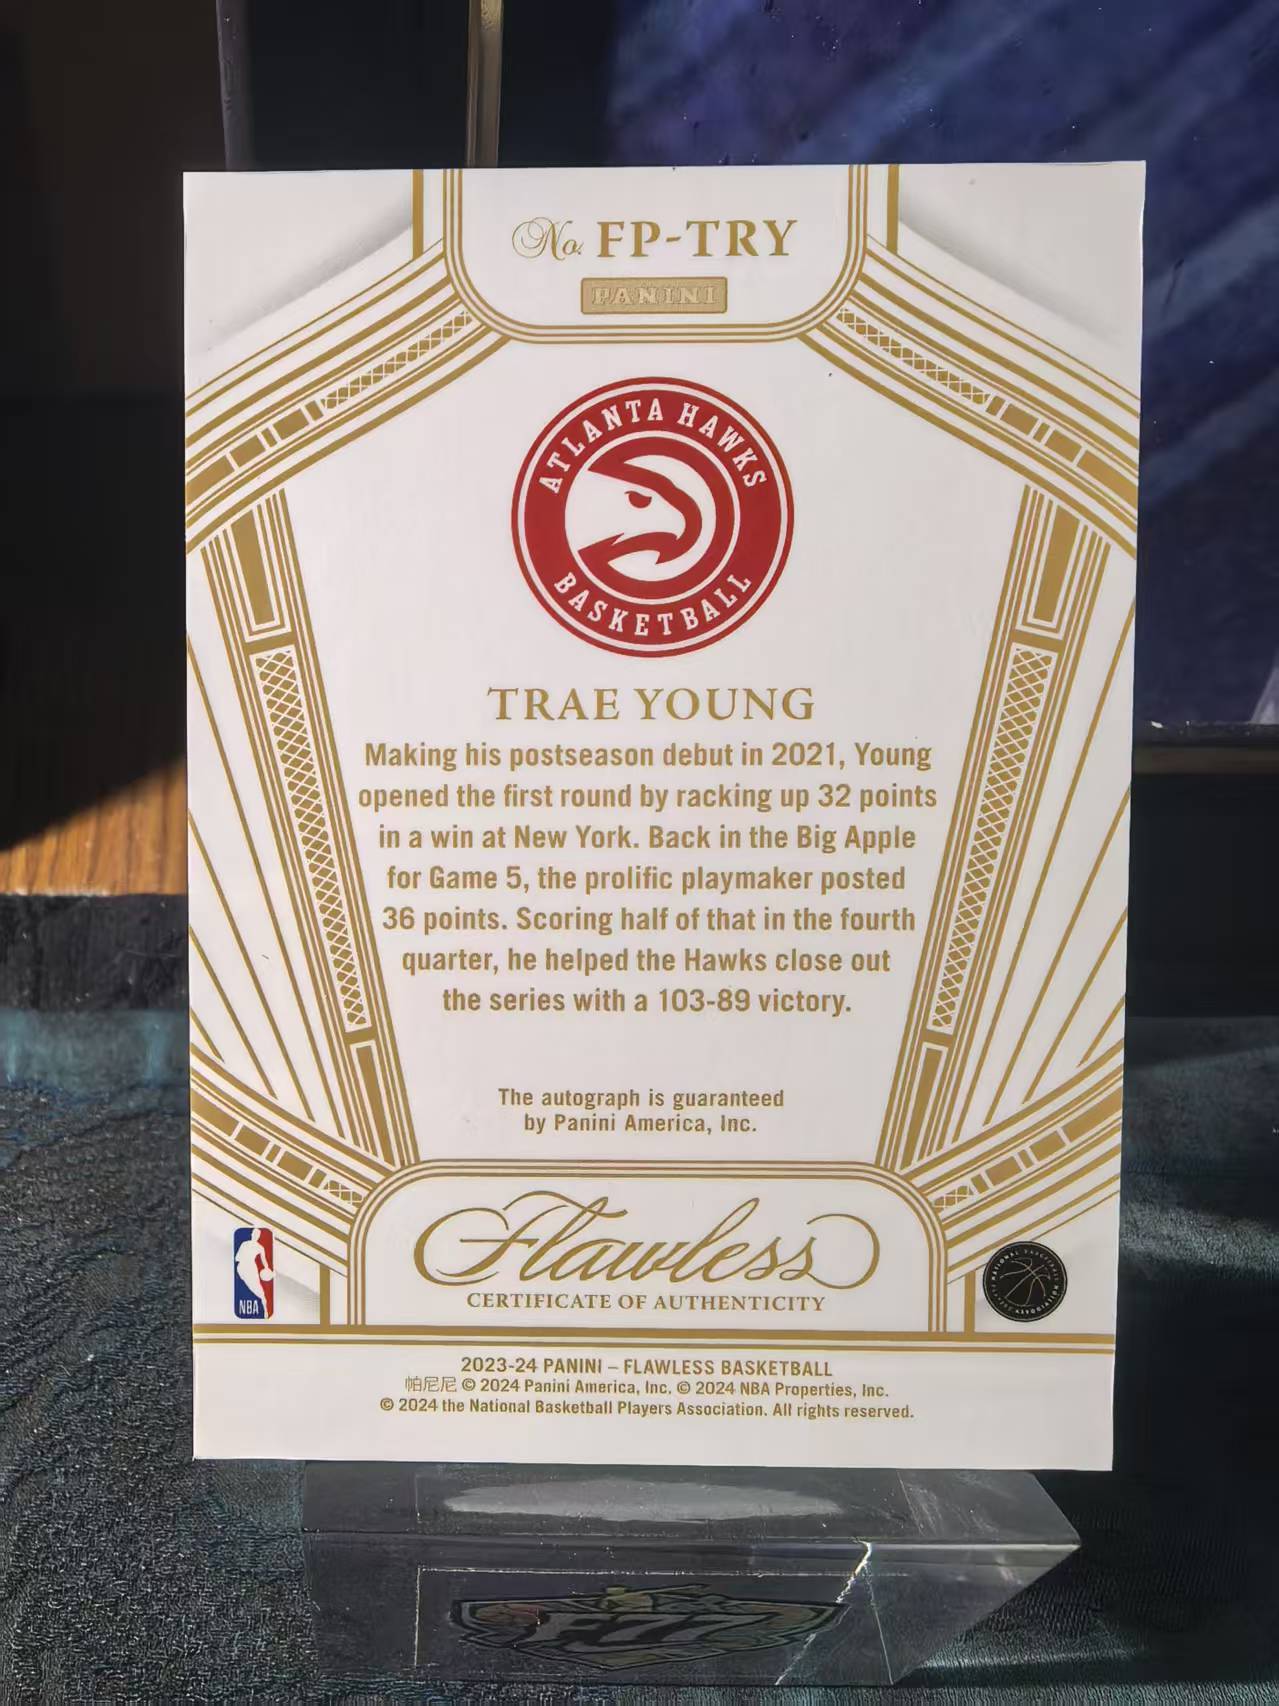 No. FP-TRY
PANINI
ATLANTA HAWKS
BASKETBALL
TRAE YOUNG
Making his postseason debut in 2021, Young
opened the first round by racking up 32 points
in a win at New York. Back in the Big Apple
for Game 5, the prolific playmaker posted
36 points. Scoring half of that in the fourth
quarter, he helped the Hawks close out
the series with a 103-89 victory.
The autograph is guaranteed
by Panini America, Inc.
Flawless
CERTIFICATE OF AUTHENTICITY
NBA
NATIONAL BASKETBALL
PLAYERS ASSOCIATION
2023-24 PANINI – FLAWLESS BASKETBALL
帕尼尼 © 2024 Panini America, Inc. © 2024 NBA Properties, Inc.
© 2024 the National Basketball Players Association. All rights reserved.